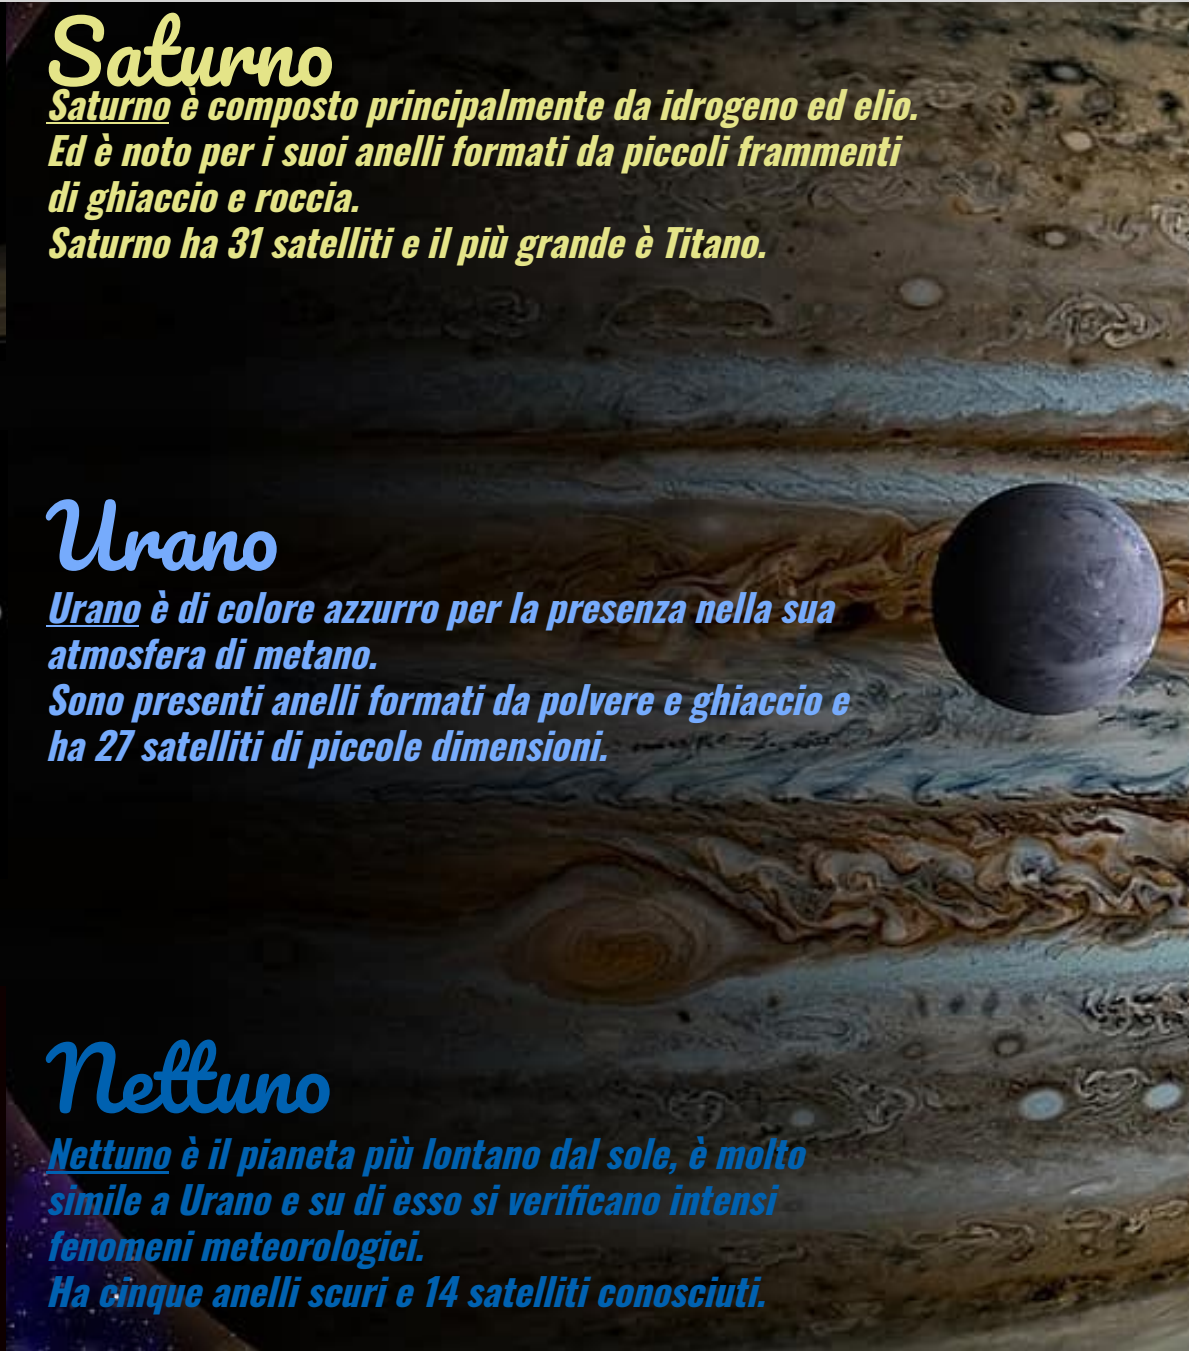 Saturno
Saturno è composto principalmente da idrogeno ed elio.
Ed è noto per i suoi anelli formati da piccoli frammenti
di ghiaccio e roccia.
Saturno ha 31 satelliti e il più grande è Titano.
Urano
Urano è di colore azzurro per la presenza nella sua
atmosfera di metano.
Sono presenti anelli formati da polvere e ghiaccio e
ha 27 satelliti di piccole dimensioni.
Nettuno
Nettuno è il pianeta più lontano dal sole, è molto
simile a Urano e su di esso si verificano intensi
fenomeni meteorologici.
Ha cinque anelli scuri e 14 satelliti conosciuti.